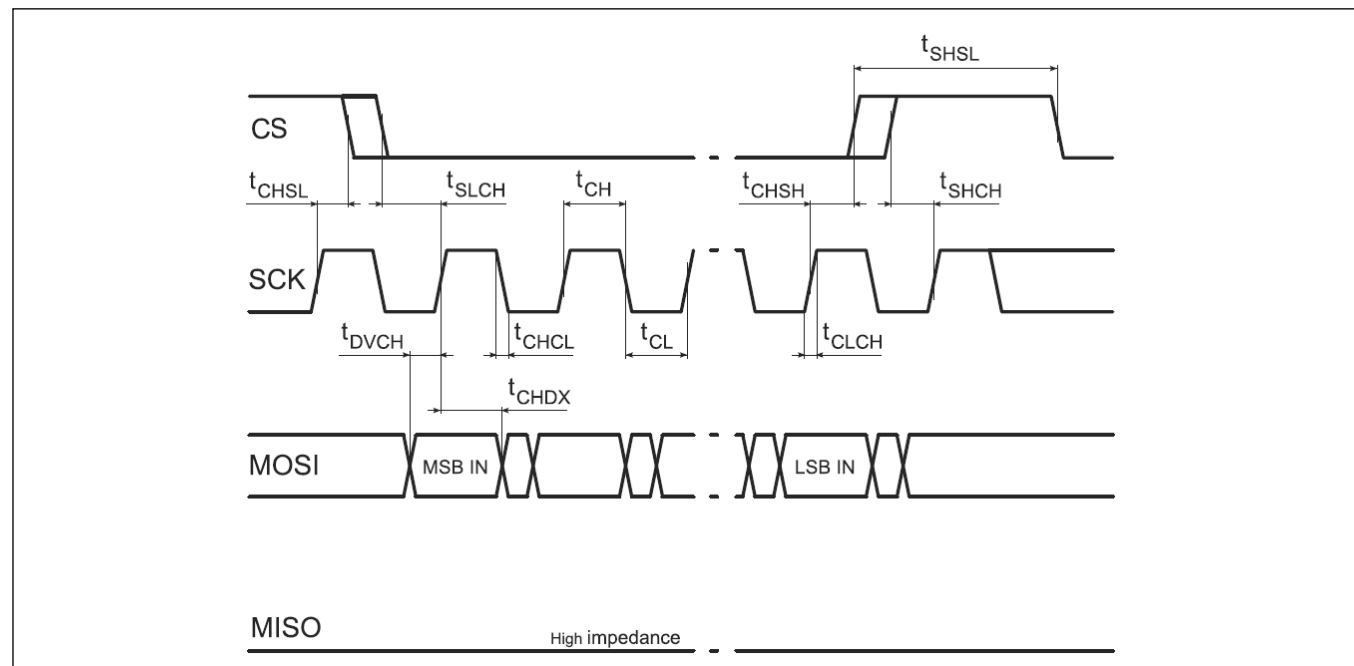 tSHSL
CS
tCHSL
tSLCH
tCH
tCHSH
tSHCH
SCK
tDVCH
tCHCL
tCL
tCLCH
tCHDX
MOSI
MSB IN
LSB IN
MISO
High impedance